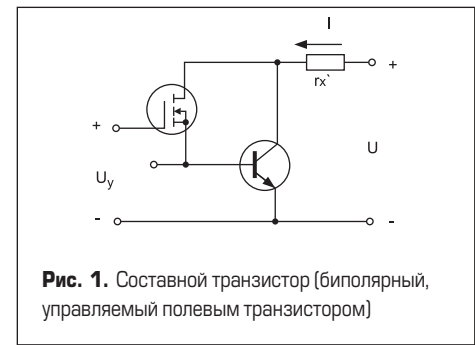 I
+
rx`
+
U
Uy
-
-
Рис. 1. Составной транзистор (биполярный,
управляемый полевым транзистором)